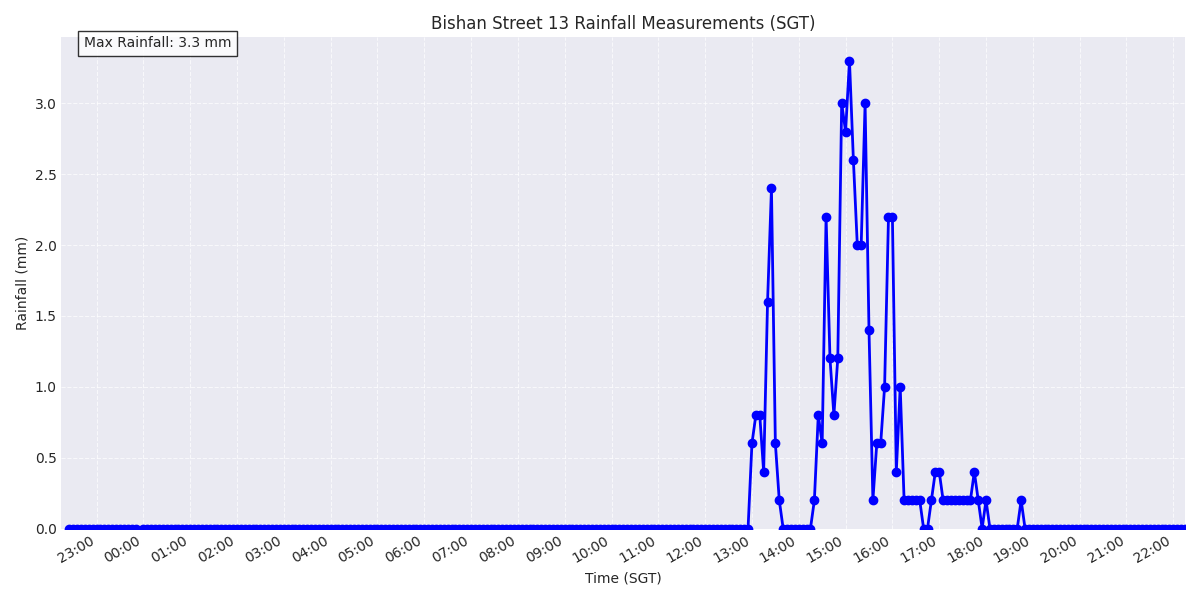 Bishan Street 13 Rainfall Measurements (SGT)
Max Rainfall: 3.3 mm
Rainfall (mm)
3.0
2.5
2.0
1.5
1.0
0.5
0.0
23:00 00:00 01:00 02:00 03:00 04:00 05:00 06:00 07:00 08:00 09:00 10:00 11:00 12:00 13:00 14:00 15:00 16:00 17:00 18:00 19:00 20:00 21:00 22:00
Time (SGT)